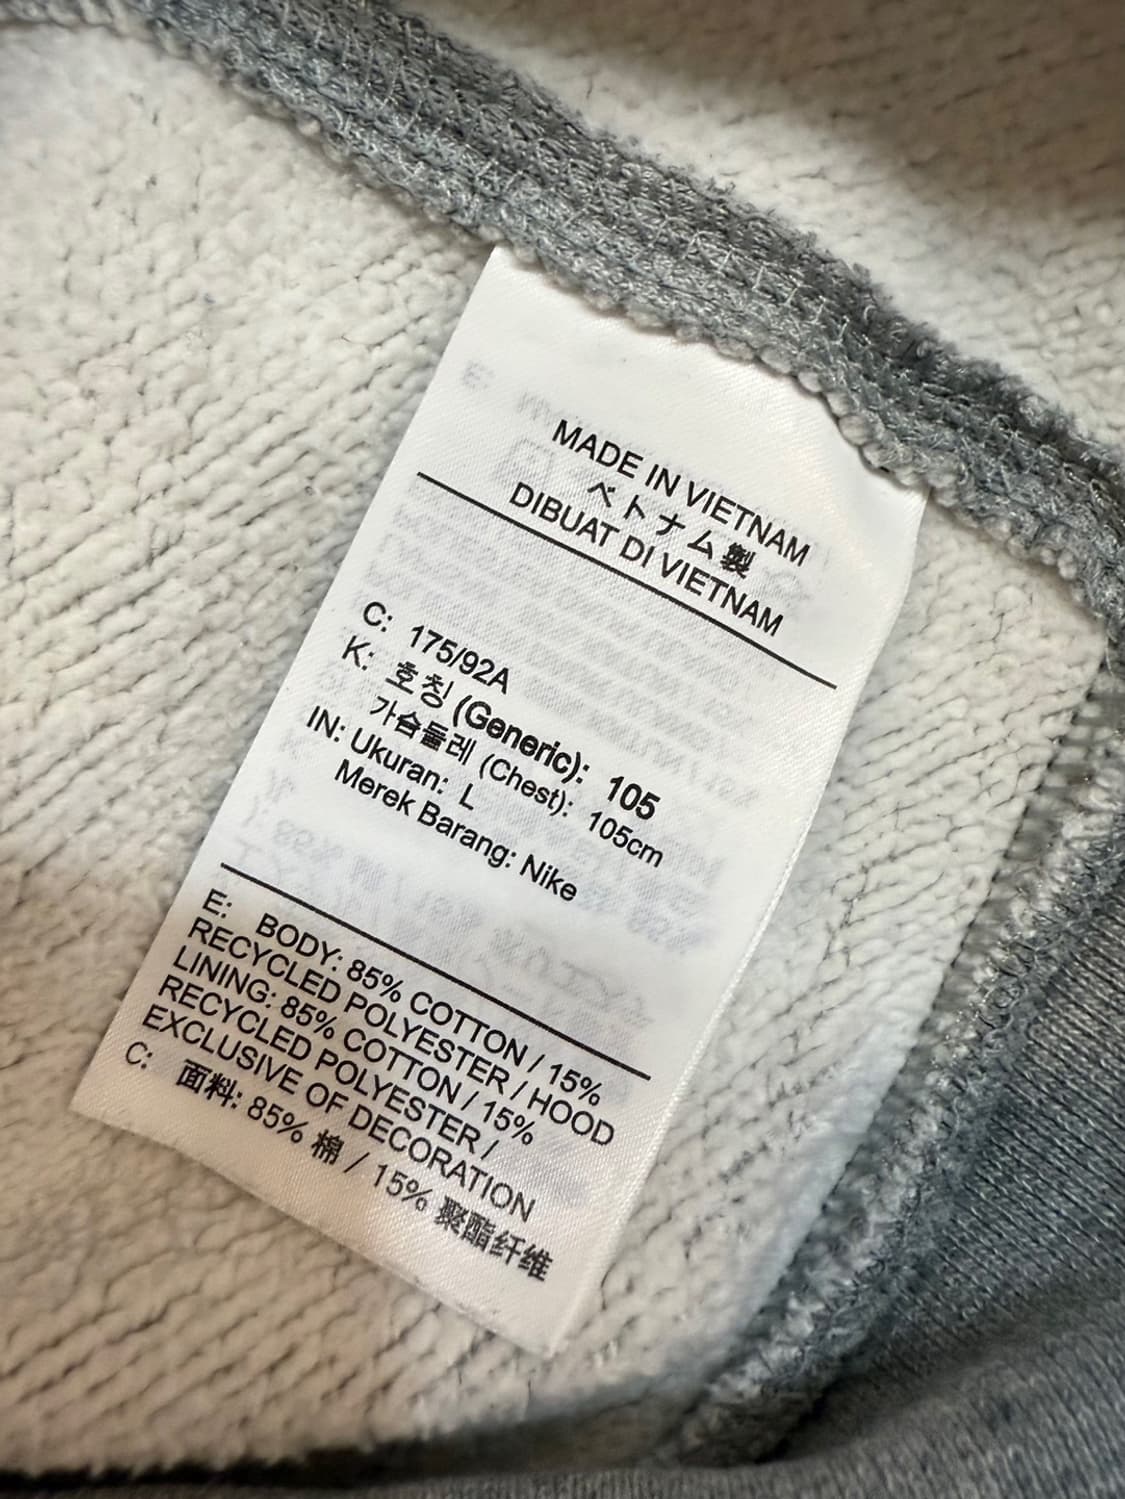 MADE IN VIETNAM
ベトナム製
DIBUAT DI VIETNAM
C: 175/92A
K: 호칭 (Generic): 105
가슴둘레 (Chest): 105cm
IN: Ukuran: L
Merek Barang: Nike
E: BODY: 85% COTTON / 15%
RECYCLED POLYESTER / HOOD
LINING: 85% COTTON / 15%
RECYCLED POLYESTER /
EXCLUSIVE OF DECORATION
C: 面料: 85% 棉 / 15% 聚酯纤维